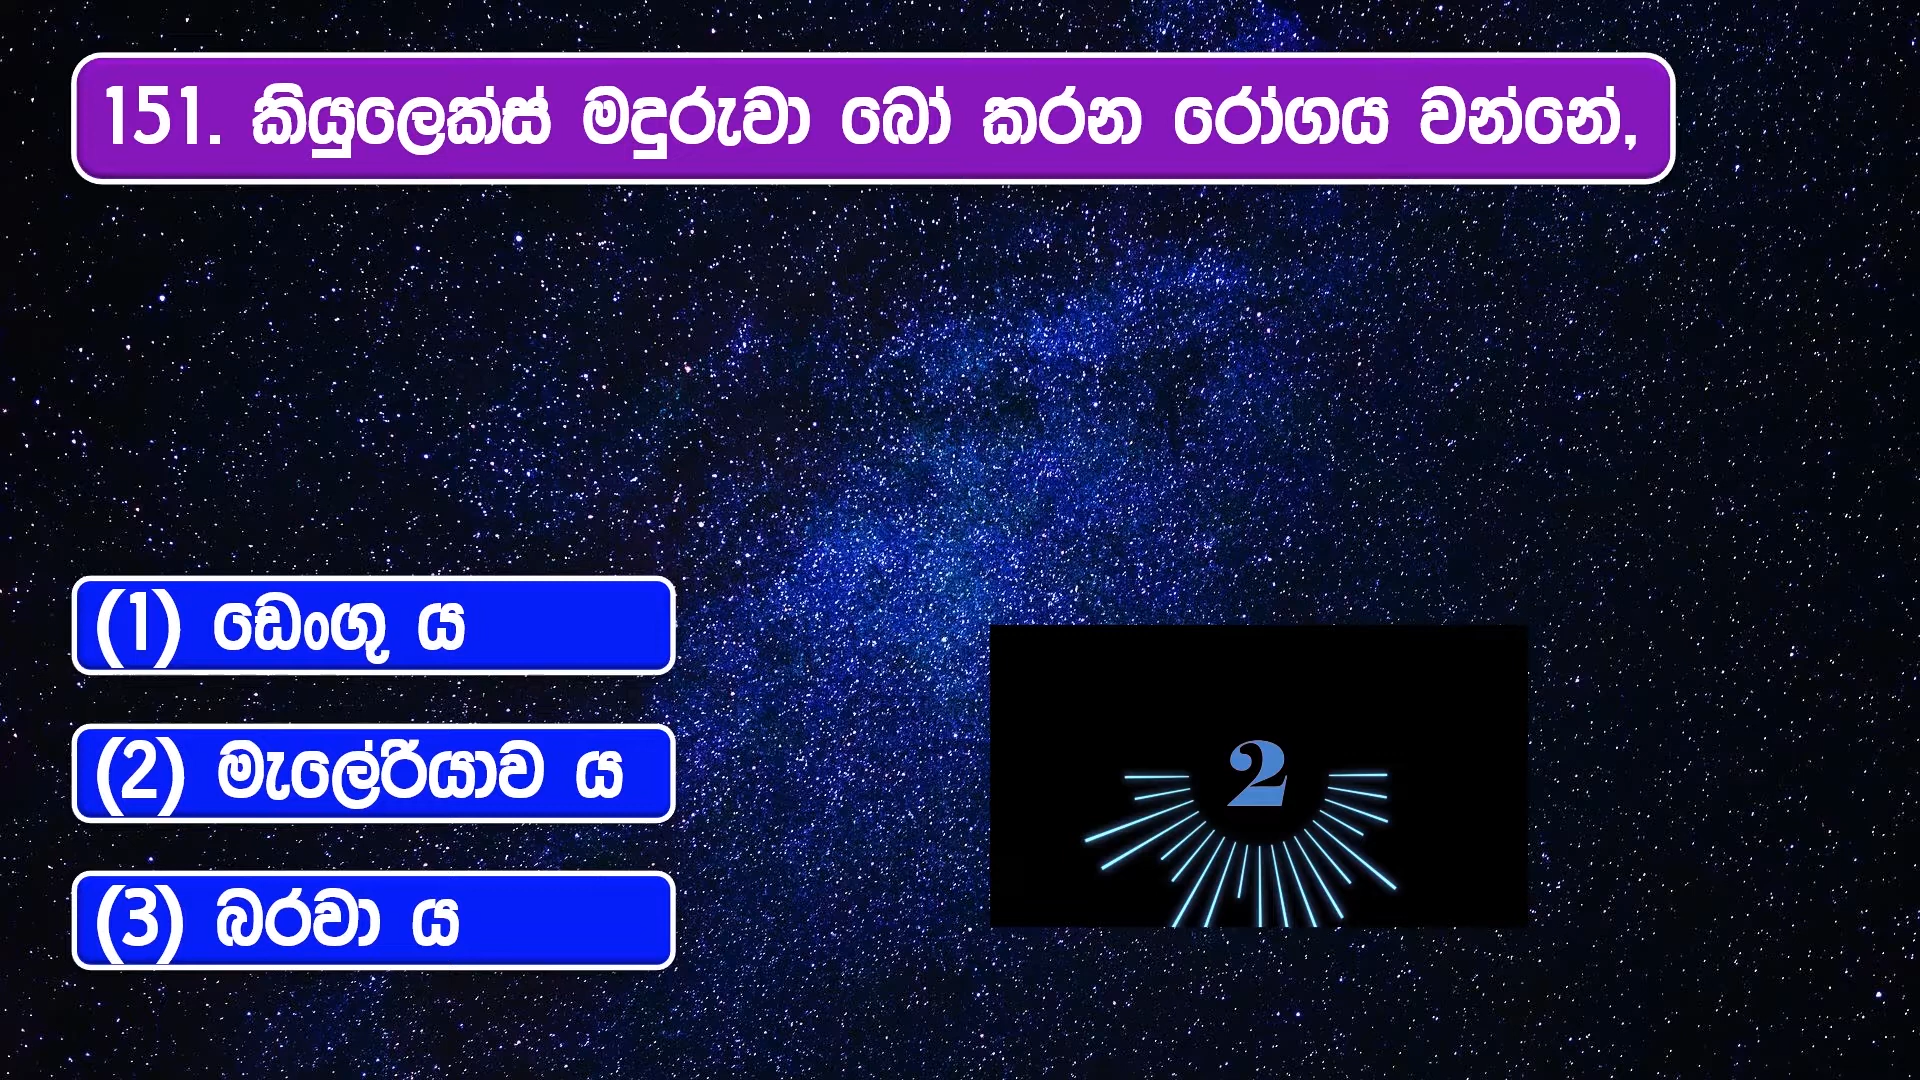 151. කියුලෙක්ස් මදුරුවා බෝ කරන රෝගය වන්නේ,
(1) ඩෙංගු ය
(2) මැලේරියාව ය
2
(3) බරවා ය